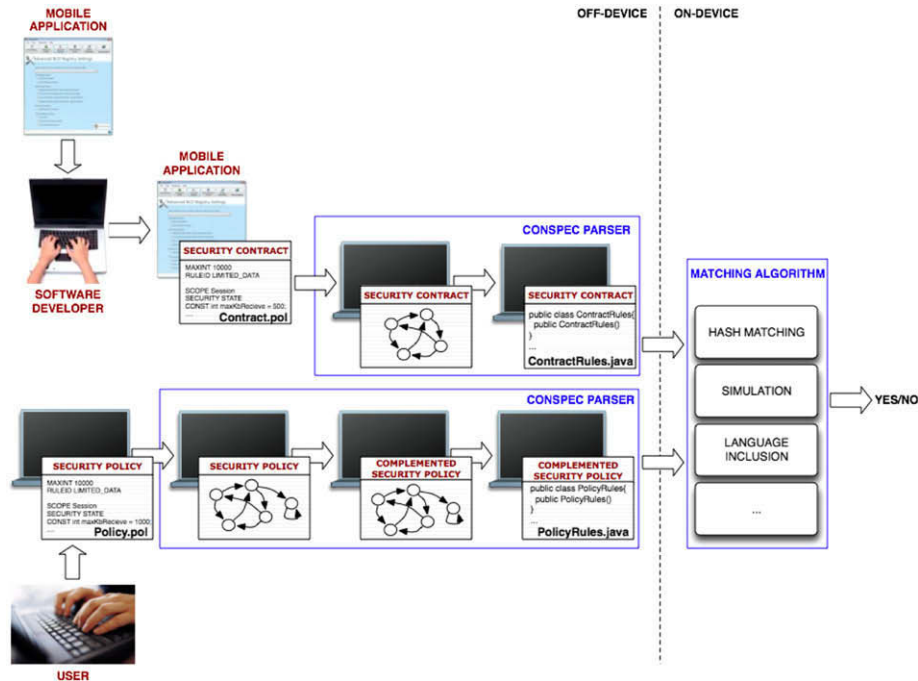 MOBILE
APPLICATION
OFF-DEVICE
ON-DEVICE
MOBILE
APPLICATION
SOFTWARE
DEVELOPER
SECURITY CONTRACT
MAXINT 10000
RULEID LIMITED_DATA
SCOPE Session
SECURITY STATE
CONST int maxKbRecieve = 500;
....
Contract.pol
CONSPEC PARSER
SECURITY CONTRACT
SECURITY CONTRACT
public class ContractRules{
public ContractRules()
}
...
ContractRules.java
MATCHING ALGORITHM
HASH MATCHING
SIMULATION
LANGUAGE
INCLUSION
...
YES/NO
CONSPEC PARSER
SECURITY POLICY
MAXINT 10000
RULEID LIMITED_DATA
SCOPE Session
SECURITY STATE
CONST int maxKbRecieve = 1000;
....
Policy.pol
SECURITY POLICY
COMPLEMENTED
SECURITY POLICY
COMPLEMENTED
SECURITY POLICY
public class PolicyRules{
public PolicyRules()
}
...
PolicyRules.java
USER